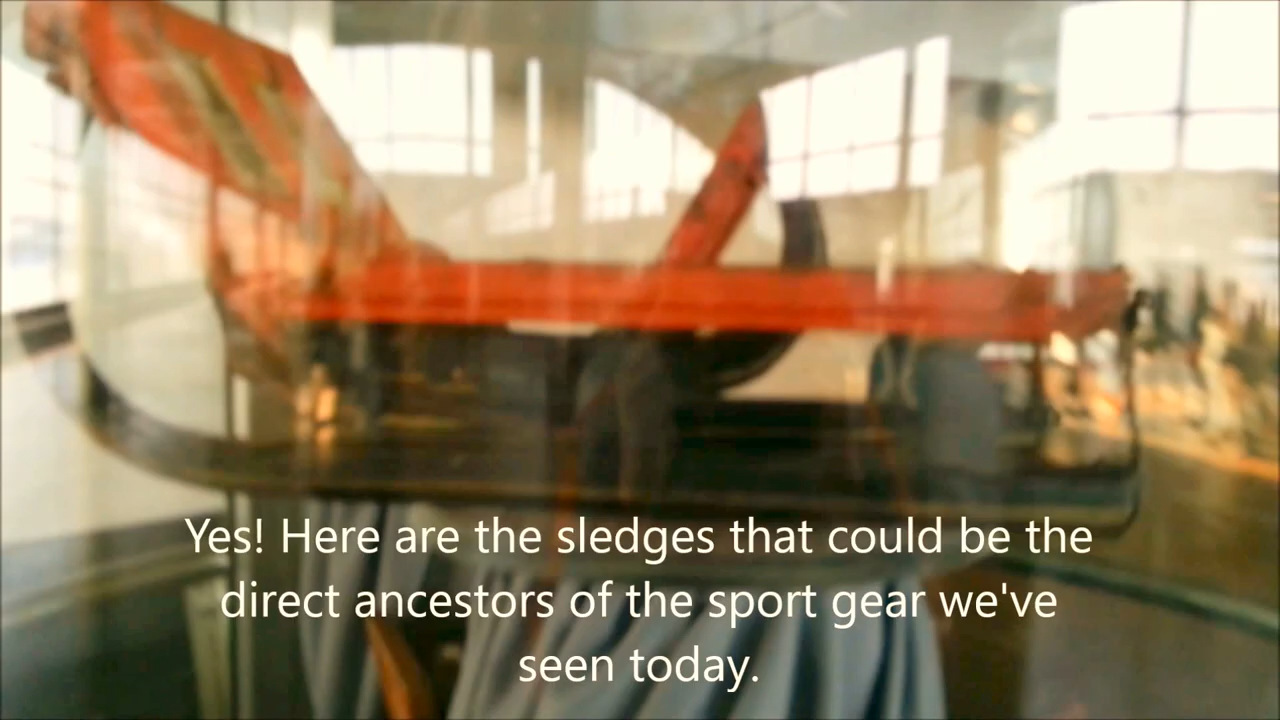 Yes! Here are the sledges that could be the
direct ancestors of the sport gear we've
seen today.